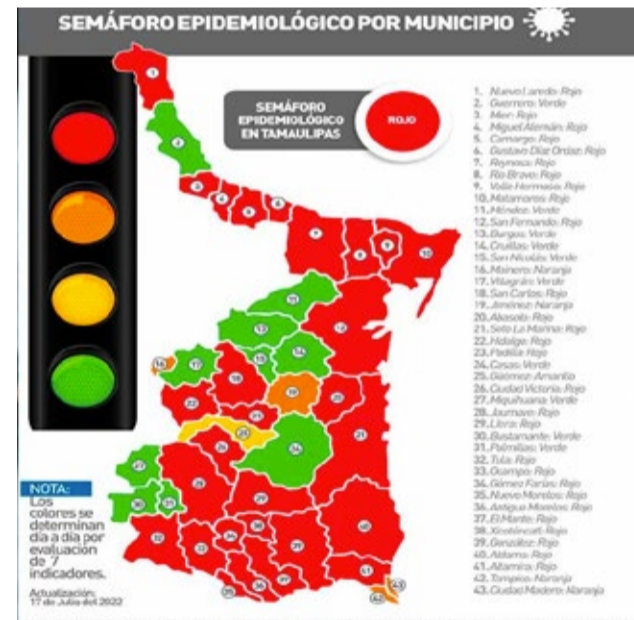 SEMÁFORO EPIDEMIOLÓGICO POR MUNICIPIO
SEMÁFORO
EPIDEMIOLÓGICO
EN TAMAULIPAS
ROJO
1. Nuevo Laredo: Rojo
2. Guerrero: Verde
3. Mier: Rojo
4. Miguel Alemán: Rojo
5. Camargo: Rojo
6. Gustavo Díaz Ordaz: Rojo
7. Reynosa: Rojo
8. Río Bravo: Rojo
9. Valle Hermoso: Rojo
10. Matamoros: Rojo
11. Méndez: Verde
12. San Fernando: Rojo
13. Burgos: Verde
14. Cruillas: Verde
15. San Nicolás: Verde
16. Mainero: Naranja
17. Villagrán: Verde
18. San Carlos: Rojo
19. Jiménez: Naranja
20. Abasolo: Rojo
21. Soto La Marina: Rojo
22. Hidalgo: Rojo
23. Padilla: Rojo
24. Casas: Verde
25. Güémez: Amarillo
26. Ciudad Victoria: Rojo
27. Miquihuana: Verde
28. Jaumave: Rojo
29. Llera: Rojo
30. Bustamante: Verde
31. Palmillas: Verde
32. Tula: Rojo
33. Ocampo: Rojo
34. Gómez Farías: Rojo
35. Nuevo Morelos: Rojo
36. Antiguo Morelos: Rojo
37. El Mante: Rojo
38. Xicoténcatl: Rojo
39. González: Rojo
40. Aldama: Rojo
41. Altamira: Rojo
42. Tampico: Naranja
43. Ciudad Madero: Naranja
NOTA:
Los
colores se
determinan
día a día por
evaluación
de 7
indicadores.
Actualización:
17 de Julio del 2022